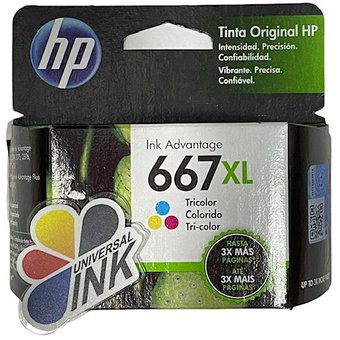 hp
Tinta Original HP
Intensidad. Precisión.
Confiabilidad.
Vibrante. Precisa.
Confiável.
Ink Advantage
667XL
Tricolor
Colorido
Tri-color
HASTA
3X MÁS
PÁGINAS*
ATÉ
3X MAIS
PÁGINAS*
UNIVERSAL
INK